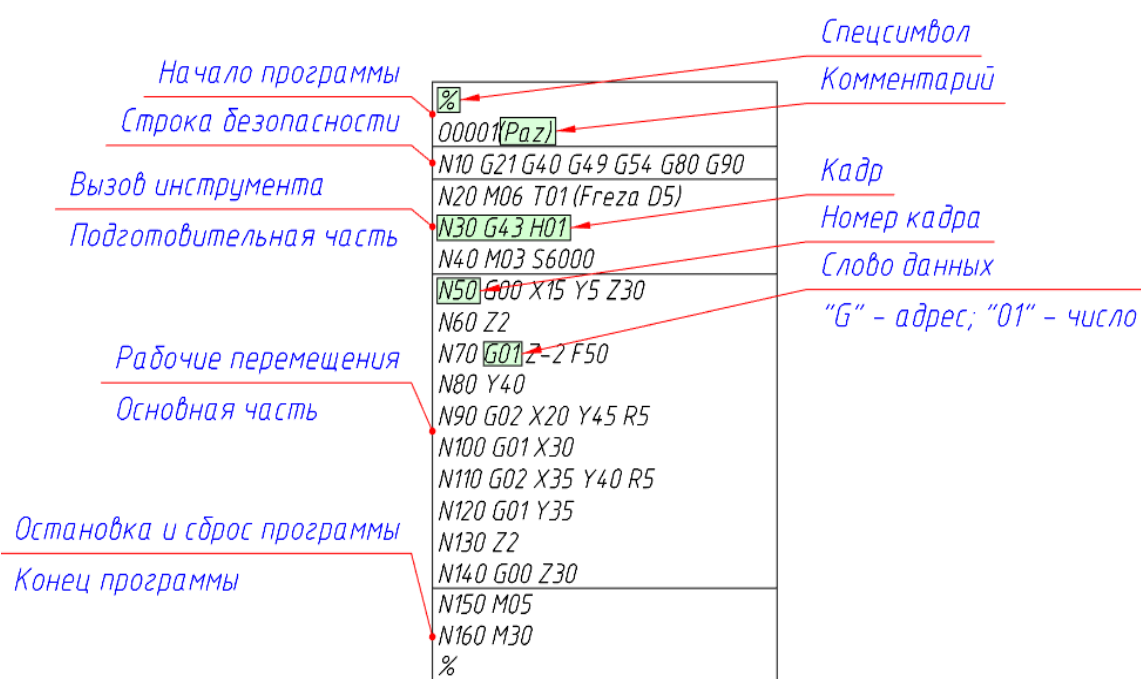 Начало программы
Строка безопасности
Вызов инструмента
Подготовительная часть
Рабочие перемещения
Основная часть
Остановка и сброс программы
Конец программы
%
O0001(Paz)
N10 G21 G40 G49 G54 G80 G90
N20 M06 T01 (Freza D5)
N30 G43 H01
N40 M03 S6000
N50 G00 X15 Y5 Z30
N60 Z2
N70 G01 Z-2 F50
N80 Y40
N90 G02 X20 Y45 R5
N100 G01 X30
N110 G02 X35 Y40 R5
N120 G01 Y35
N130 Z2
N140 G00 Z30
N150 M05
N160 M30
%
Спецсимвол
Комментарий
Кадр
Номер кадра
Слово данных
"G" - адрес; "01" - число